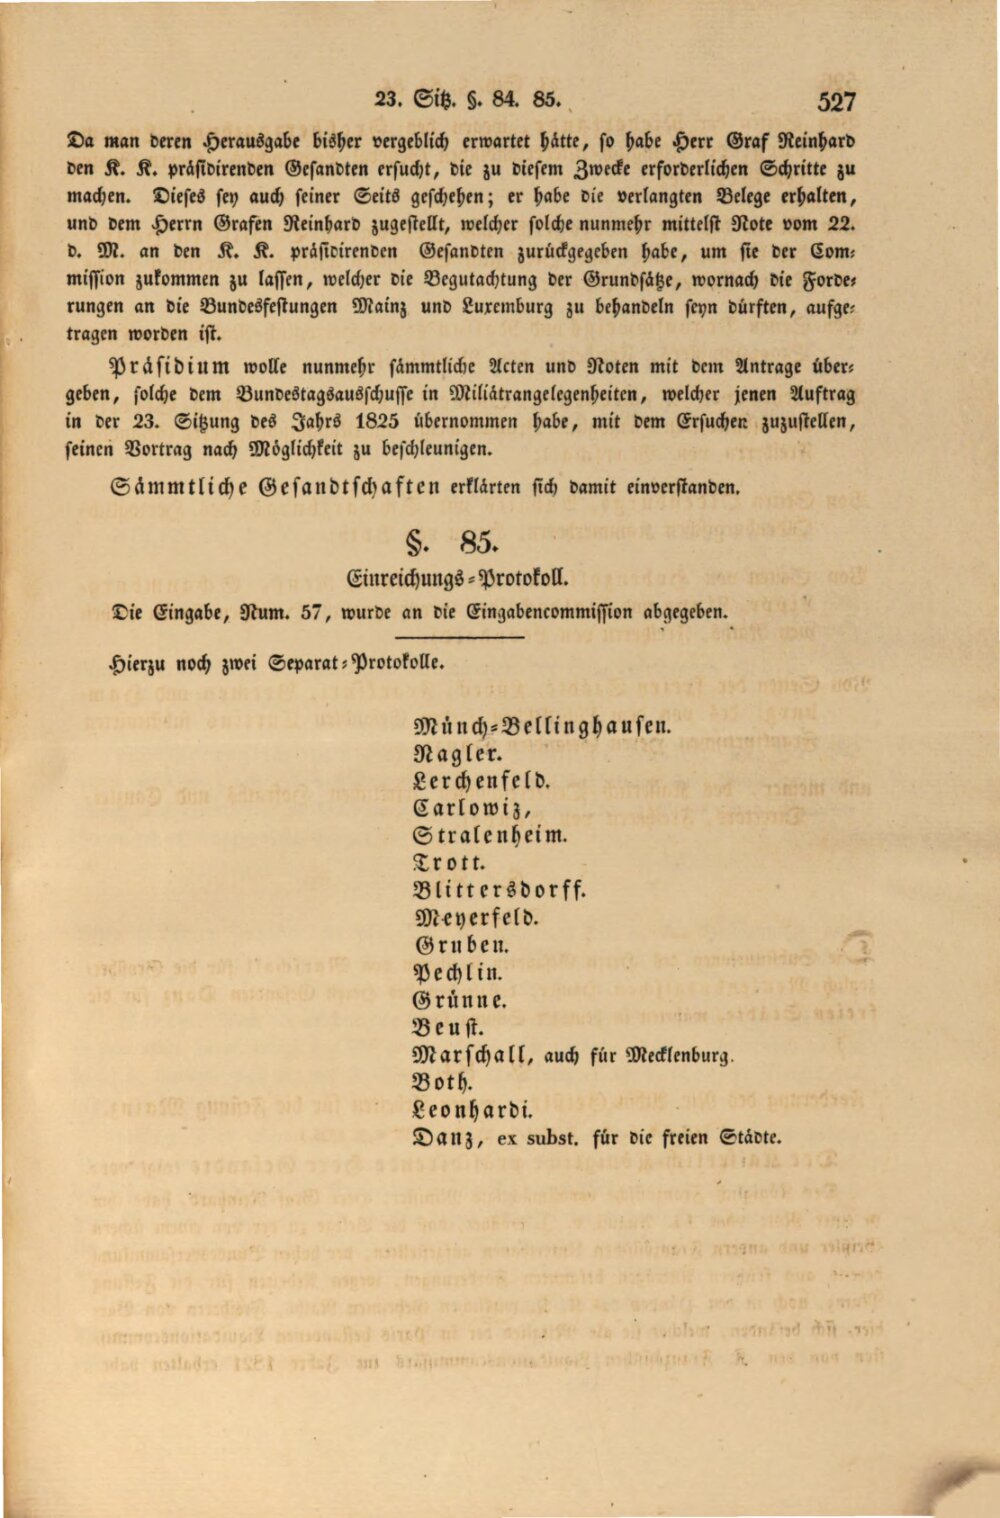 23. Sitz. §. 84. 85. 527
Da man deren Herausgabe bisher vergeblich erwartet hätte, so habe Herr Graf Reinhard
den K. K. präsidirenden Gesandten ersucht, die zu diesem Zwecke erforderlichen Schritte zu
machen. Dieses sey auch seiner Seits geschehen; er habe die verlangten Belege erhalten,
und dem Herrn Grafen Reinhard zugestellt, welcher solche nunmehr mittelst Note vom 22.
d. M. an den K. K. präsidirenden Gesandten zurückgegeben habe, um sie der Com-
mission zukommen zu lassen, welcher die Begutachtung der Grundsätze, wornach die Forde-
rungen an die Bundesfestungen Mainz und Luxemburg zu behandeln seyn dürften, aufge-
tragen worden ist.
Präsidium wolle nunmehr sämmtliche Acten und Noten mit dem Antrage über-
geben, solche dem Bundestagsausschusse in Miliätrangelegenheiten, welcher jenen Auftrag
in der 23. Sitzung des Jahrs 1825 übernommen habe, mit dem Ersuchen zuzustellen,
seinen Vortrag nach Möglichkeit zu beschleunigen.
Sämmtliche Gesandtschaften erklärten sich damit einverstanden.
§. 85.
Einreichungs-Protokoll.
Die Eingabe, Num. 57, wurde an die Eingabencommission abgegeben.
Hierzu noch zwei Separat-Protokolle.
Münch-Bellinghausen.
Nagler.
Lerchenfeld.
Carlowiz,
Stralenheim.
Trott.
Blittersdorff.
Meyerfeld.
Gruben.
Pechlin.
Grünne.
Beust.
Marschall, auch für Mecklenburg.
Both.
Leonhardi.
Danz, ex subst. für die freien Städte.